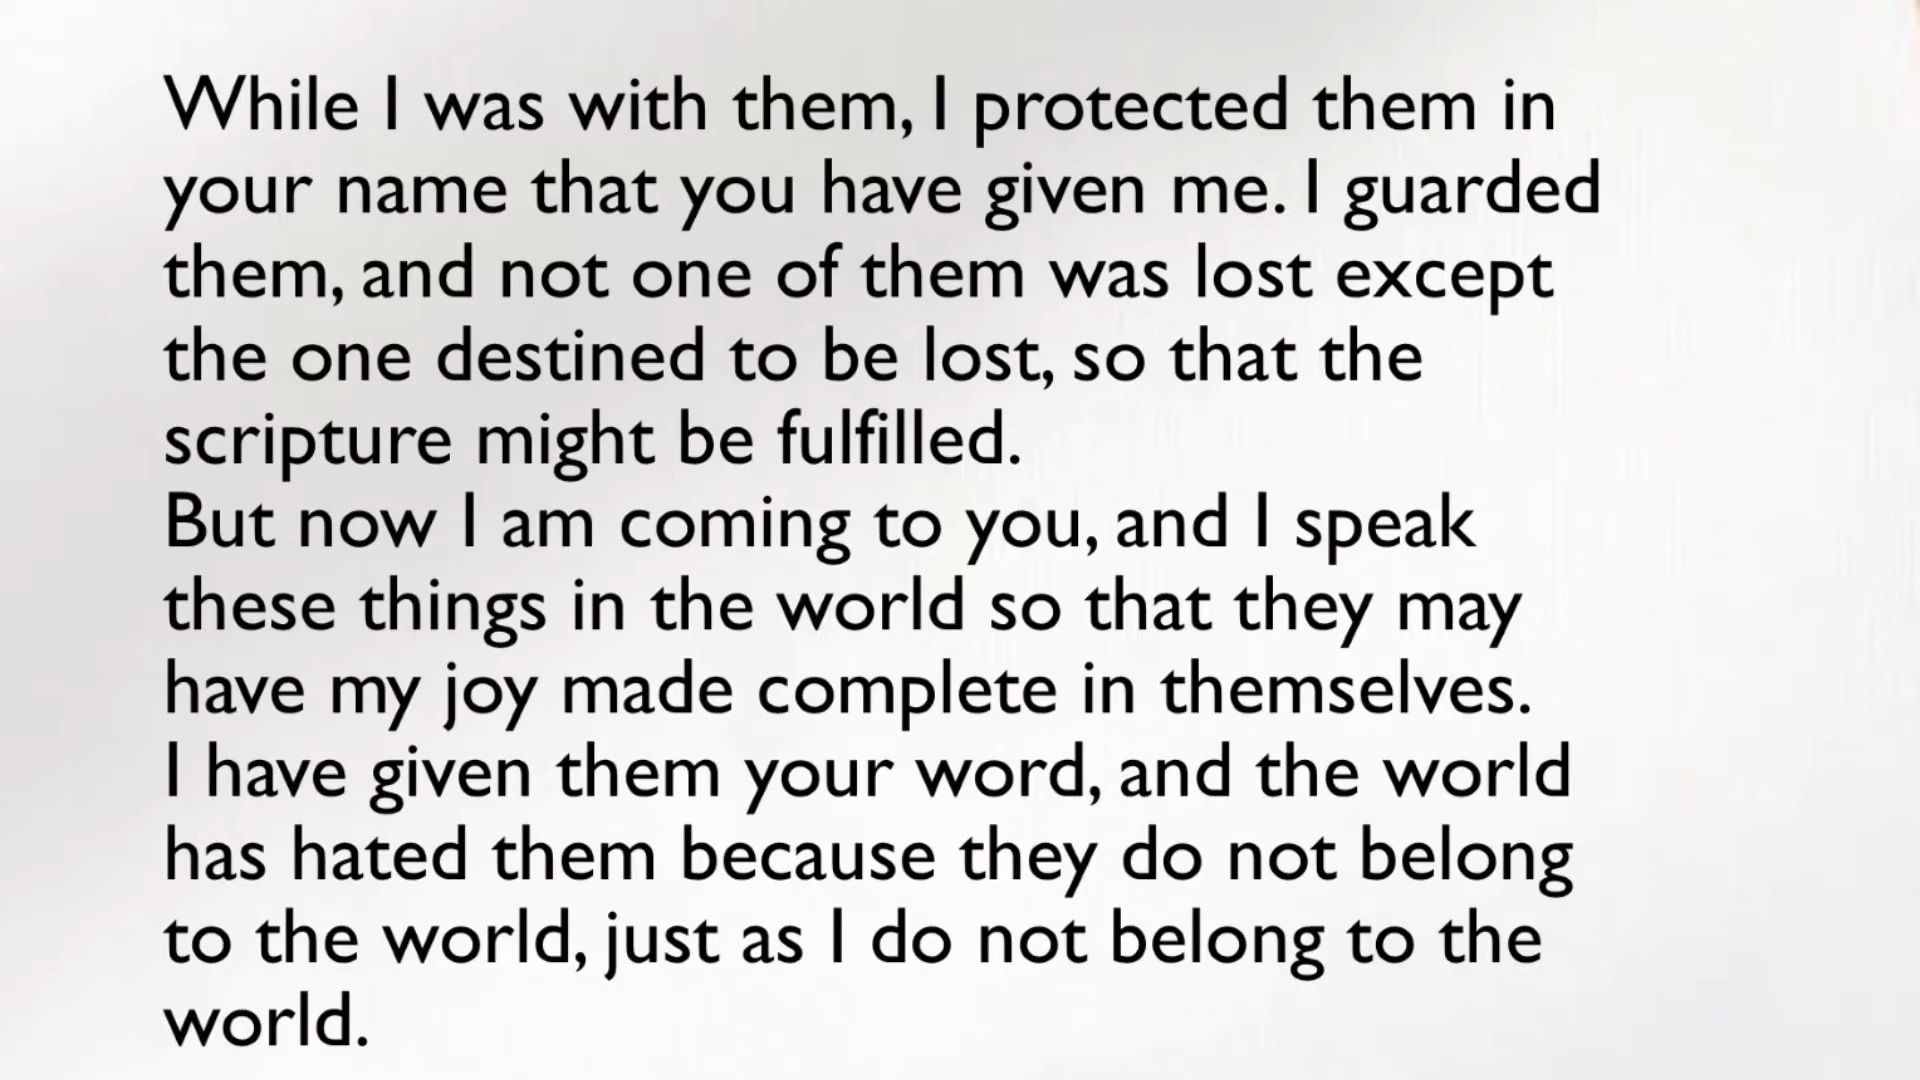 While I was with them, I protected them in
your name that you have given me. I guarded
them, and not one of them was lost except
the one destined to be lost, so that the
scripture might be fulfilled.
But now I am coming to you, and I speak
these things in the world so that they may
have my joy made complete in themselves.
I have given them your word, and the world
has hated them because they do not belong
to the world, just as I do not belong to the
world.